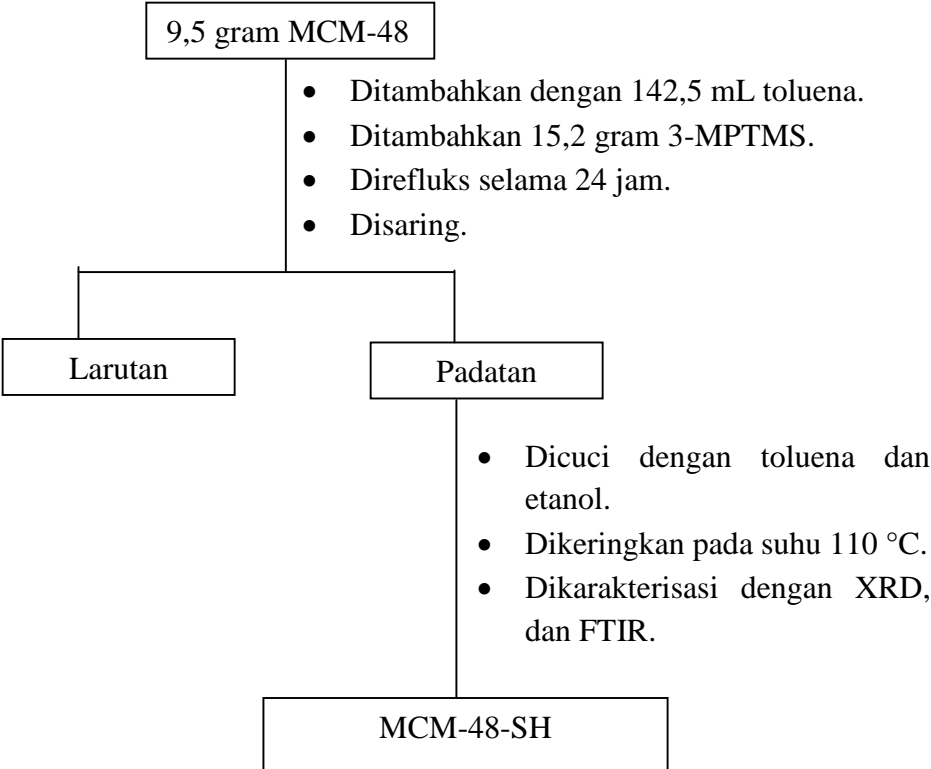 9,5 gram MCM-48
• Ditambahkan dengan 142,5 mL toluena.
• Ditambahkan 15,2 gram 3-MPTMS.
• Direfluks selama 24 jam.
• Disaring.
Larutan
Padatan
• Dicuci dengan toluena dan
etanol.
• Dikeringkan pada suhu 110 °C.
• Dikarakterisasi dengan XRD,
dan FTIR.
MCM-48-SH